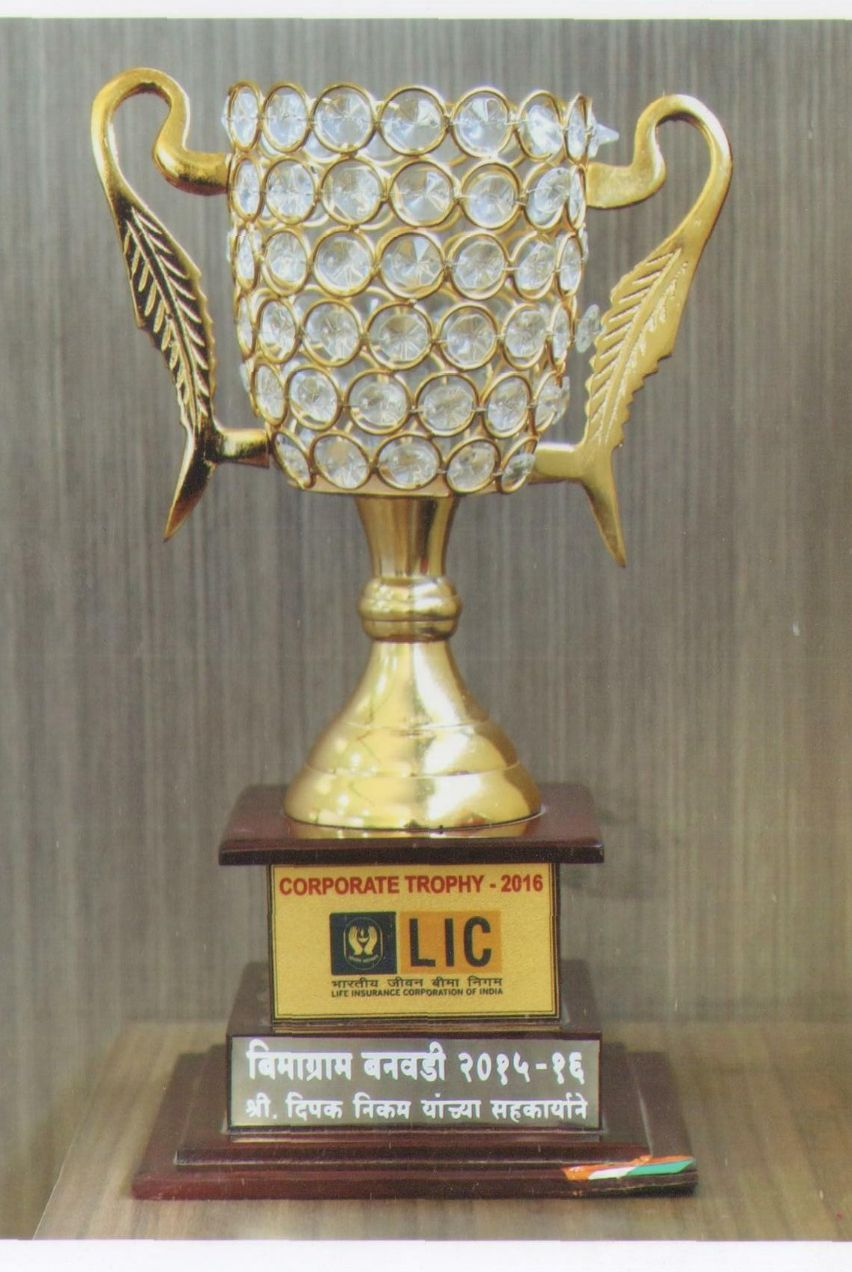 CORPORATE TROPHY - 2016
LIC
भारतीय जीवन बीमा निगम
LIFE INSURANCE CORPORATION OF INDIA
बिमाग्राम बनवडी २०१५-१६
श्री. दिपक निकम यांच्या सहकार्याने